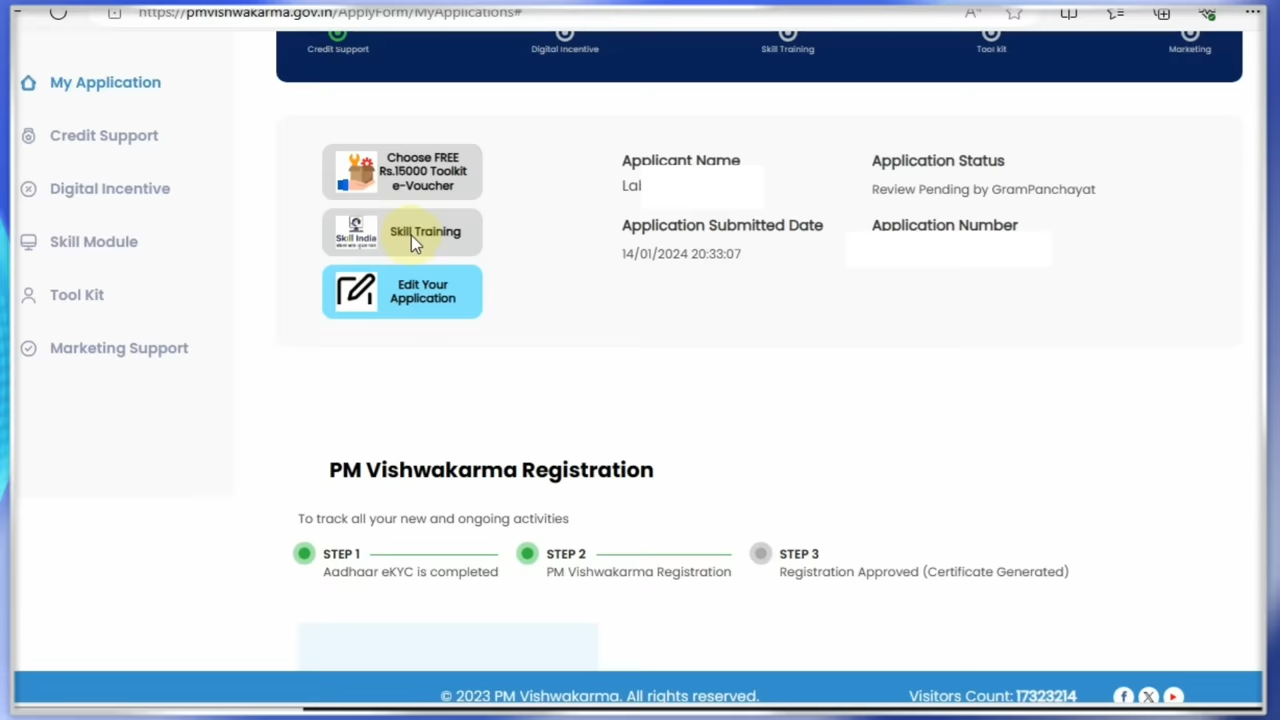 https://pmvishwakarma.gov.in/ApplyForm/MyApplications#
Credit Support
Digital Incentive
Skill Training
Tool kit
Marketing
My Application
Credit Support
Digital Incentive
Skill Module
Tool Kit
Marketing Support
Choose FREE
Rs.15000 Toolkit
e-Voucher
Skill India
Skill Training
Edit Your
Application
Applicant Name
Lal
Application Status
Review Pending by GramPanchayat
Application Submitted Date
14/01/2024 20:33:07
Application Number
PM Vishwakarma Registration
To track all your new and ongoing activities
STEP 1
Aadhaar eKYC is completed
STEP 2
PM Vishwakarma Registration
STEP 3
Registration Approved (Certificate Generated)
© 2023 PM Vishwakarma. All rights reserved.
Visitors Count: 17323214